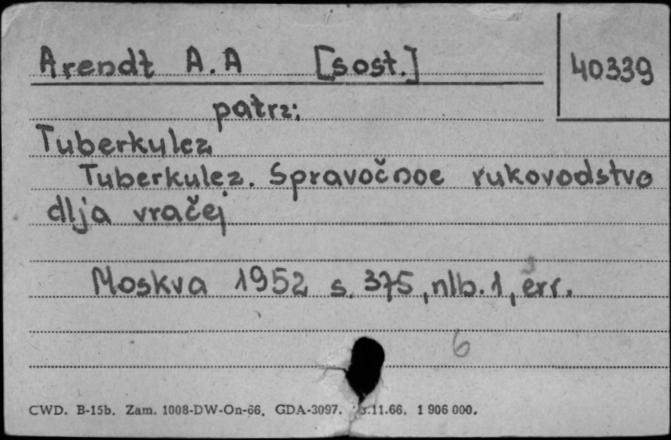 Arendt A.A [sost.] 40339
patrz:
Tuberkulez
Tuberkulez. Spravočnoe rukovodstvo
dlja vračej
Moskva 1952 s. 375, nlb. 1, err.
6
CWD. B-15b. Zam. 1008-DW-On-66. GDA-3097. .11.66. 1 906 000.